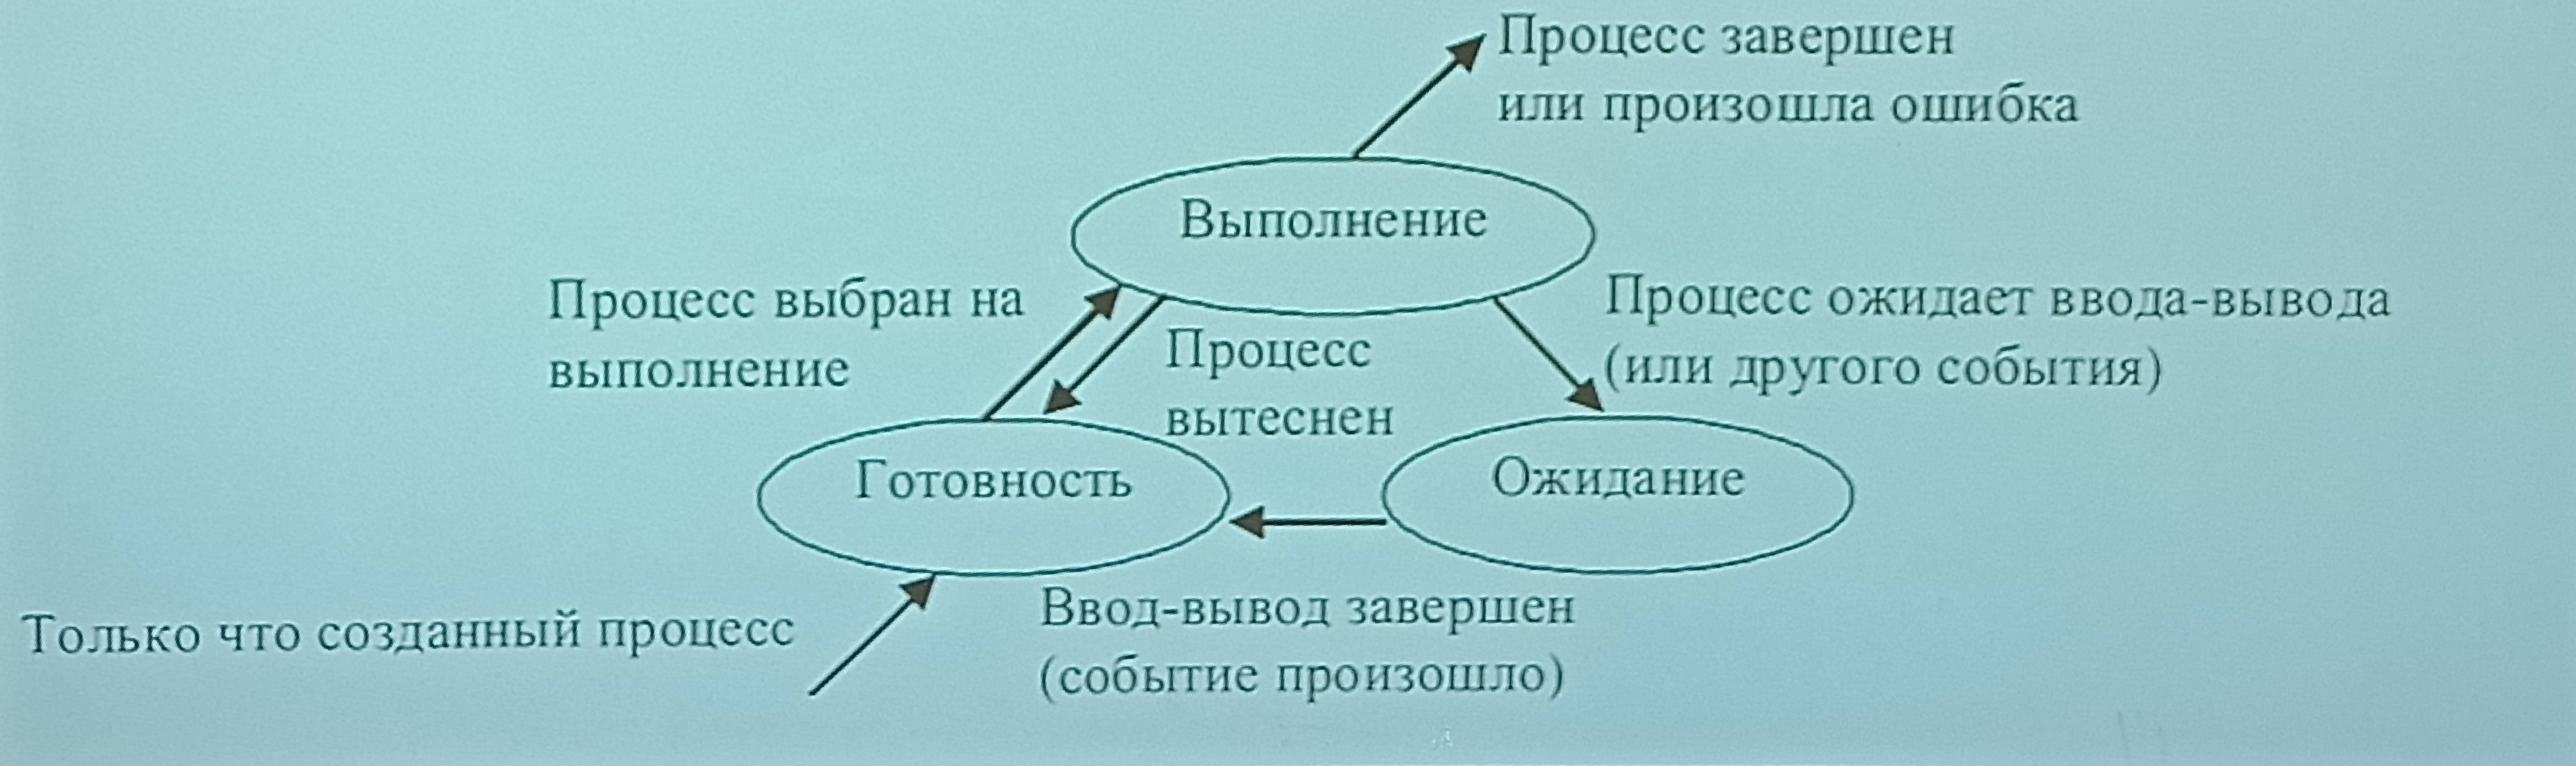 Процесс завершен
или произошла ошибка
Выполнение
Процесс выбран на
выполнение
Процесс
вытеснен
Процесс ожидает ввода-вывода
(или другого события)
Готовность
Ожидание
Только что созданный процесс
Ввод-вывод завершен
(событие произошло)